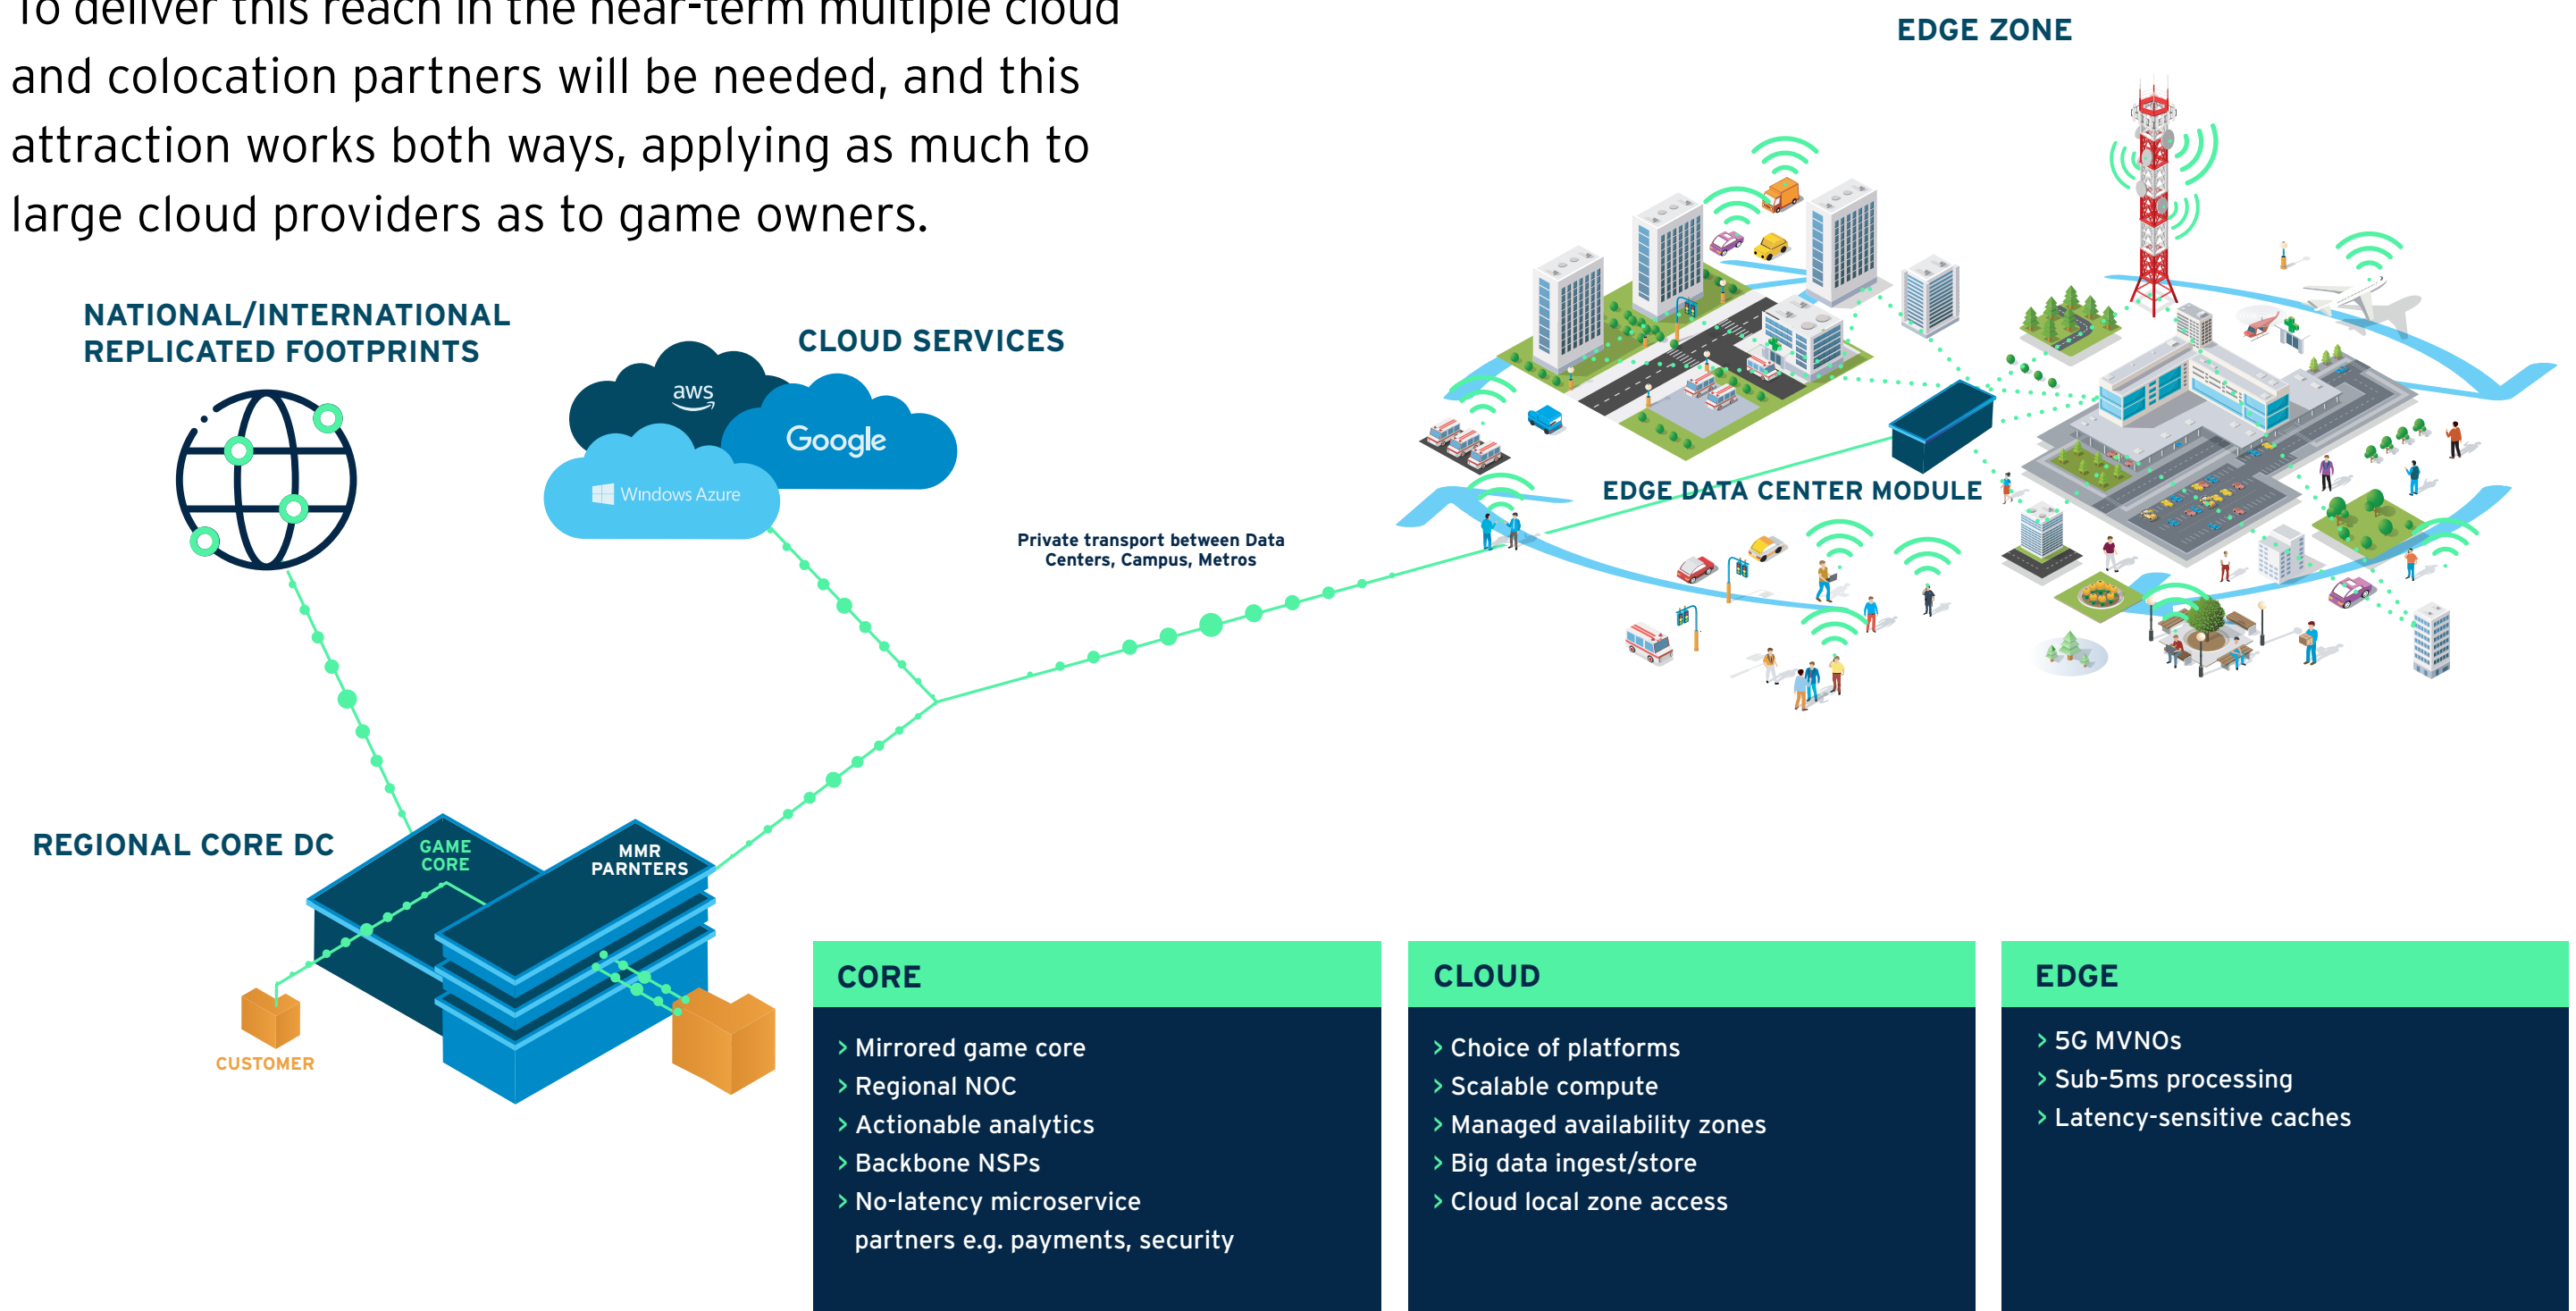 To deliver this reach in the near-term multiple cloud
and colocation partners will be needed, and this
attraction works both ways, applying as much to
large cloud providers as to game owners.
EDGE ZONE
NATIONAL/INTERNATIONAL
REPLICATED FOOTPRINTS
CLOUD SERVICES
aws
Google
Windows Azure
EDGE DATA CENTER MODULE
Private transport between Data
Centers, Campus, Metros
REGIONAL CORE DC
GAME
CORE
MMR
PARNTERS
CUSTOMER
CORE
> Mirrored game core
> Regional NOC
> Actionable analytics
> Backbone NSPs
> No-latency microservice
partners e.g. payments, security
CLOUD
> Choice of platforms
> Scalable compute
> Managed availability zones
> Big data ingest/store
> Cloud local zone access
EDGE
> 5G MVNOs
> Sub-5ms processing
> Latency-sensitive caches